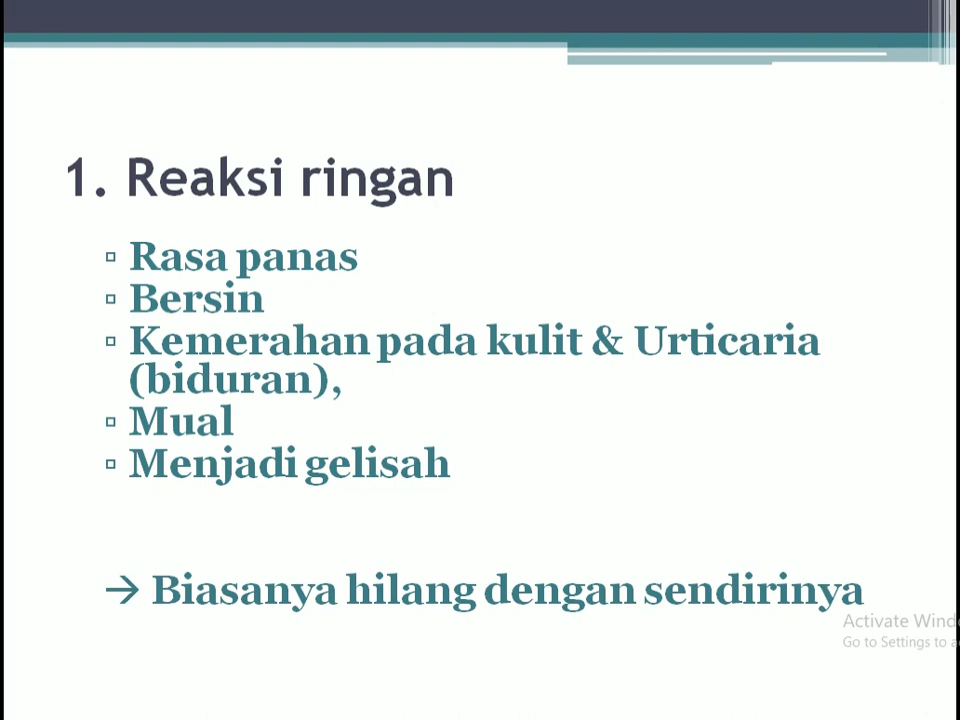 1. Reaksi ringan
▫ Rasa panas
▫ Bersin
▫ Kemerahan pada kulit & Urticaria
(biduran),
▫ Mual
▫ Menjadi gelisah
→ Biasanya hilang dengan sendirinya
Activate
Go to Settings to